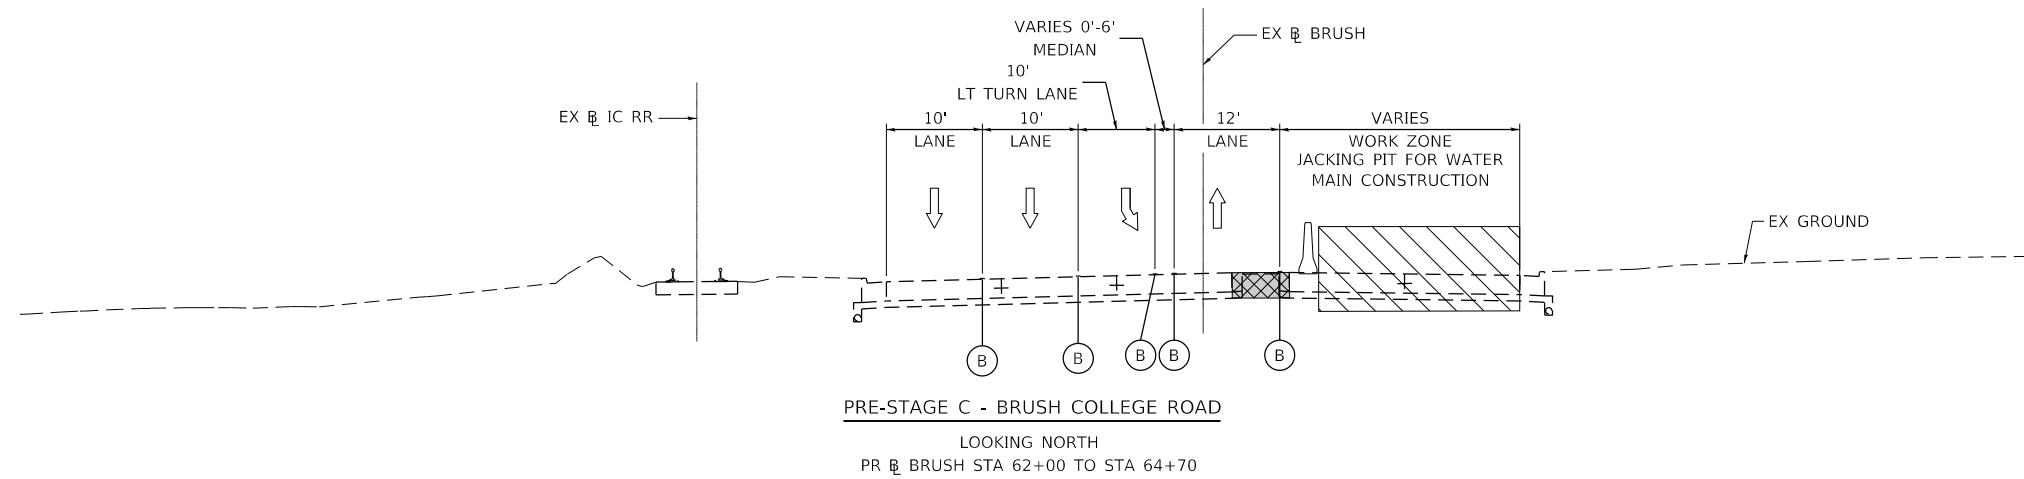 VARIES 0'-6'
MEDIAN
EX ⅊ BRUSH
10'
LT TURN LANE
EX ⅊ IC RR
10'
LANE
10'
LANE
12'
LANE
VARIES
WORK ZONE
JACKING PIT FOR WATER
MAIN CONSTRUCTION
EX GROUND
B
B
B
B
B
PRE-STAGE C - BRUSH COLLEGE ROAD
LOOKING NORTH
PR ⅊ BRUSH STA 62+00 TO STA 64+70